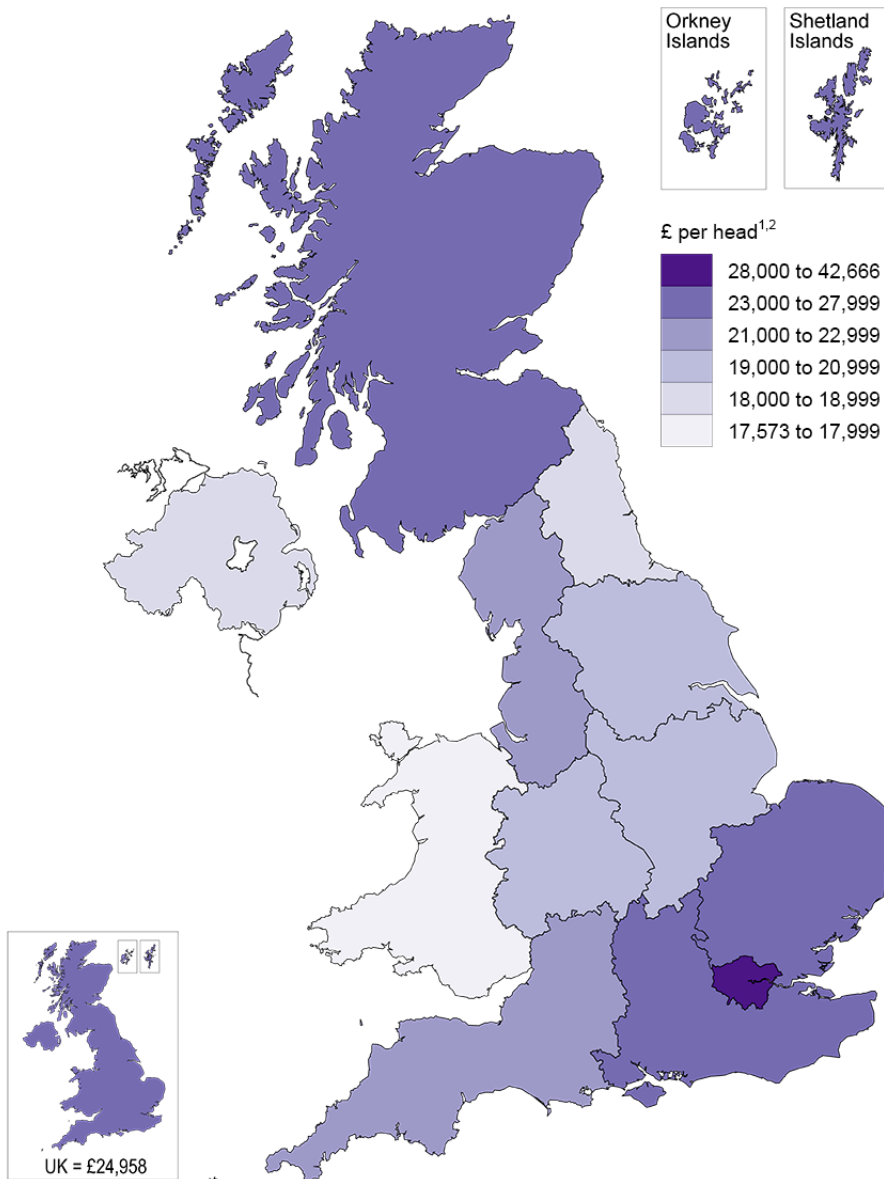 Orkney
Islands
Shetland
Islands
£ per head1,2
28,000 to 42,666
23,000 to 27,999
21,000 to 22,999
19,000 to 20,999
18,000 to 18,999
17,573 to 17,999
UK = £24,958